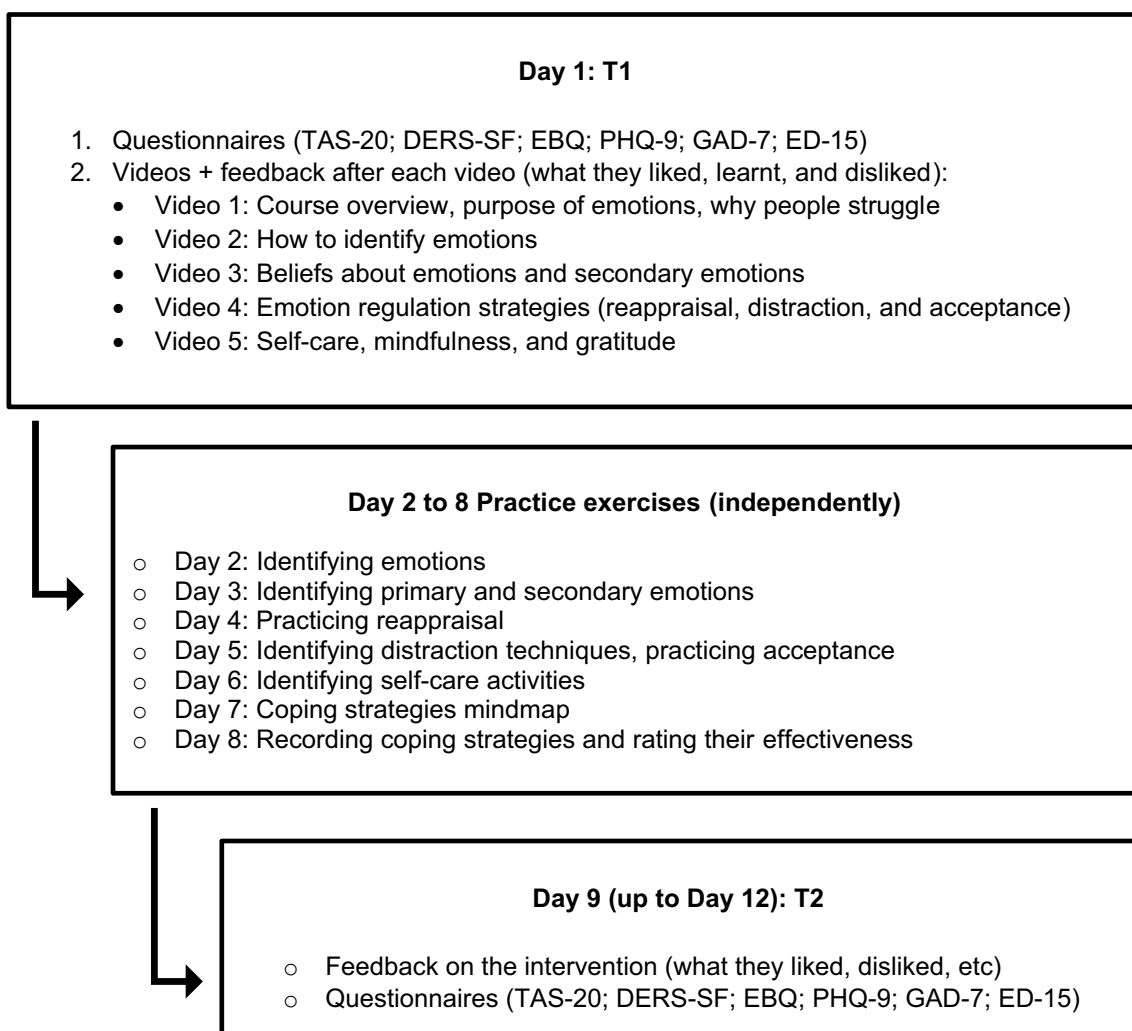 Day 1: T1
1. Questionnaires (TAS-20; DERS-SF; EBQ; PHQ-9; GAD-7; ED-15)
2. Videos + feedback after each video (what they liked, learnt, and disliked):
• Video 1: Course overview, purpose of emotions, why people struggle
• Video 2: How to identify emotions
• Video 3: Beliefs about emotions and secondary emotions
• Video 4: Emotion regulation strategies (reappraisal, distraction, and acceptance)
• Video 5: Self-care, mindfulness, and gratitude
Day 2 to 8 Practice exercises (independently)
o Day 2: Identifying emotions
o Day 3: Identifying primary and secondary emotions
o Day 4: Practicing reappraisal
o Day 5: Identifying distraction techniques, practicing acceptance
o Day 6: Identifying self-care activities
o Day 7: Coping strategies mindmap
o Day 8: Recording coping strategies and rating their effectiveness
Day 9 (up to Day 12): T2
o Feedback on the intervention (what they liked, disliked, etc)
o Questionnaires (TAS-20; DERS-SF; EBQ; PHQ-9; GAD-7; ED-15)